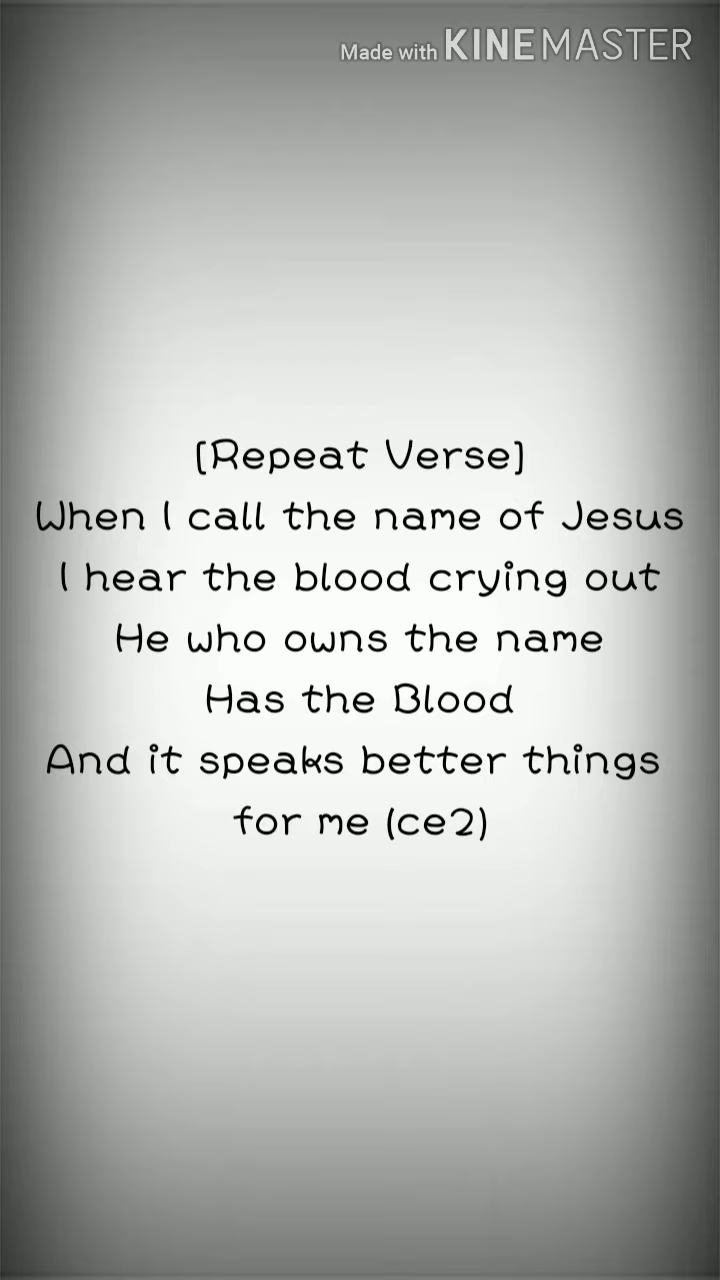 Made with KINEMASTER
[Repeat Verse]
When I call the name of Jesus
I hear the blood crying out
He who owns the name
Has the Blood
And it speaks better things
for me (ce2)